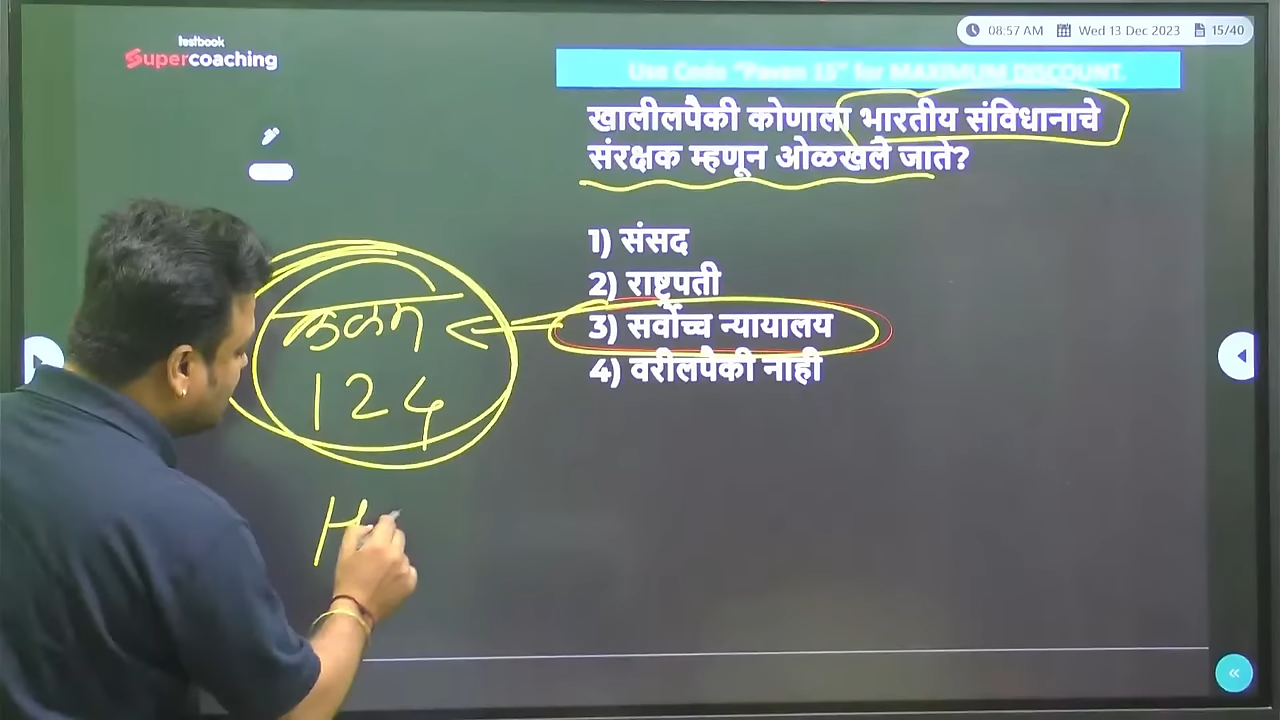 08:57 AM Wed 13 Dec 2023 15/40
testbook
Supercoaching
Use Code "Pavan 15" for MAXIMUM DISCOUNT.
खालीलपैकी कोणाला भारतीय संविधानाचे
संरक्षक म्हणून ओळखले जाते?
1) संसद
2) राष्ट्रपती
3) सर्वोच्च न्यायालय
4) वरीलपैकी नाही
कलम
124
H